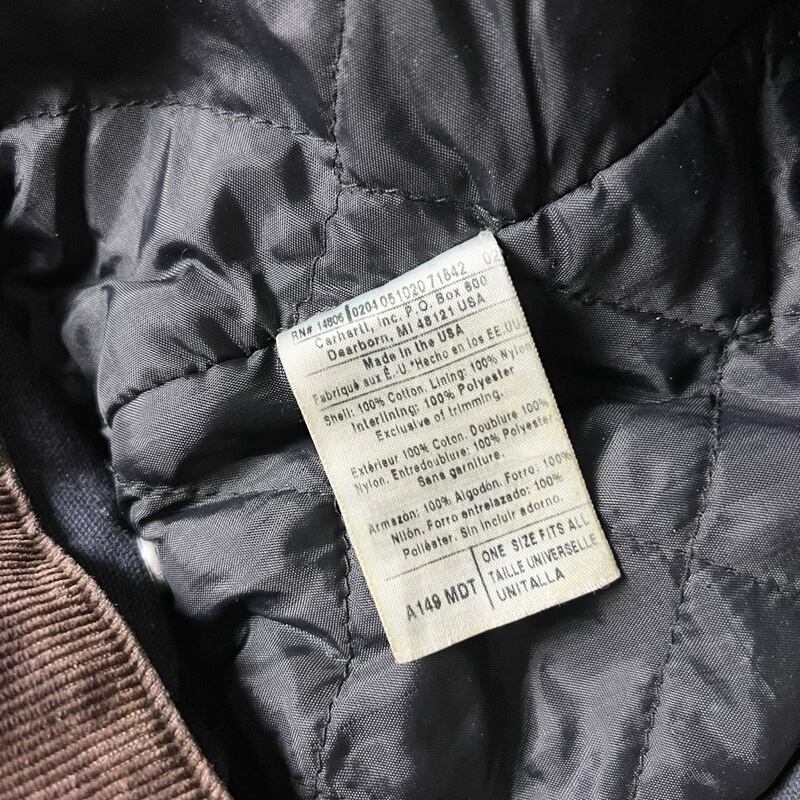 RN# 14806 0204051020 71842 02
Carhartt, Inc. P.O. Box 600
Dearborn, MI 48121 USA
Made in the USA
Fabriqué aux É.-U.*Hecho en los EE.UU.
Shell: 100% Cotton. Lining: 100% Nylon.
Interlining: 100% Polyester
Exclusive of trimming.
Extérieur 100% Coton. Doublure 100%
Nylon. Entredoublure: 100% Polyester
Sans garniture.
Armazón: 100% Algodon. Forro: 100%
Nilón. Forro entrelazado: 100%
Poliéster. Sin incluir adorno.
A149 MDT
ONE SIZE FITS ALL
TAILLE UNIVERSELLE
UNITALLA